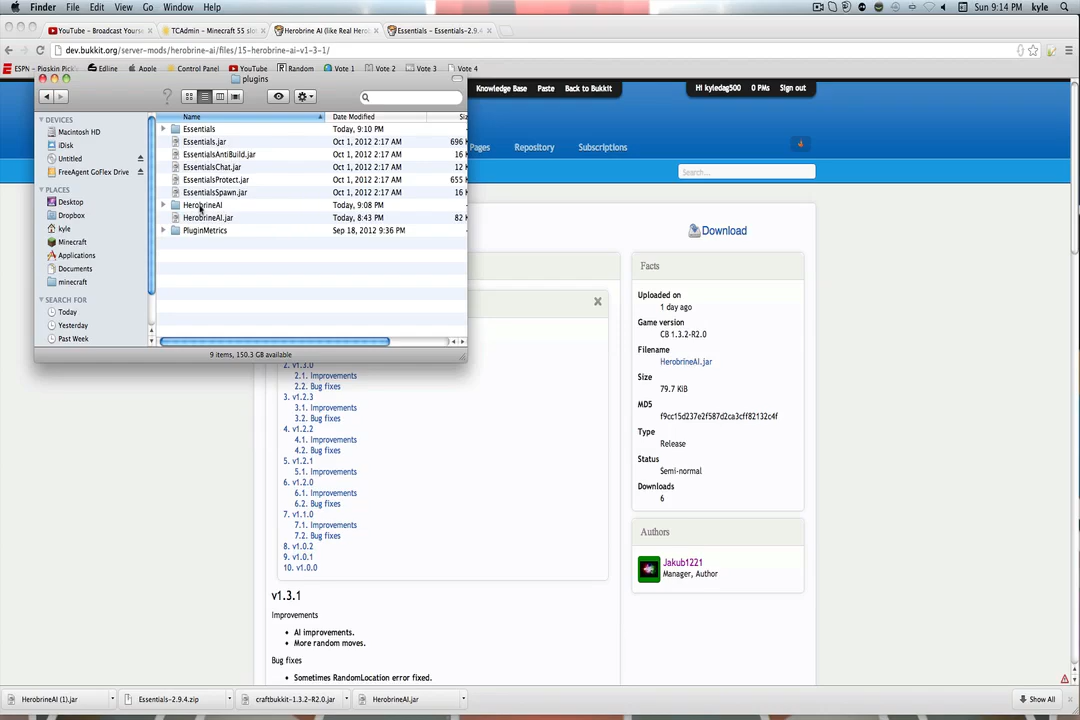 Finder File Edit View Go Window Help
Sun 9:14 PM kyle
YouTube - Broadcast Yours
TCAdmin - Minecraft 55 slot
Herobrine AI (like Real Hero
Essentials - Essentials-2.9.4
dev.bukkit.org/server-mods/herobrine-ai/files/15-herobrine-ai-v1-3-1/
ESPN - Pigskin Pick' Edline Apple Control Panel YouTube Random Vote 1 Vote 2 Vote 3 Vote 4
plugins
Knowledge Base Paste Back to Bukkit
Hi kyledag500 0 PMs Sign out
Pages Repository Subscriptions
Search...
Name Date Modified Siz
DEVICES
Macintosh HD
iDisk
Untitled
FreeAgent GoFlex Drive
PLACES
Desktop
Dropbox
kyle
Minecraft
Applications
Documents
minecraft
SEARCH FOR
Today
Yesterday
Past Week
Essentials Today, 9:10 PM
Essentials.jar Oct 1, 2012 2:17 AM 696 K
EssentialsAntiBuild.jar Oct 1, 2012 2:17 AM 16 K
EssentialsChat.jar Oct 1, 2012 2:17 AM 12 K
EssentialsProtect.jar Oct 1, 2012 2:17 AM 655 K
EssentialsSpawn.jar Oct 1, 2012 2:17 AM 16 K
HerobrineAI Today, 9:08 PM
HerobrineAI.jar Today, 8:43 PM 82 K
PluginMetrics Sep 18, 2012 9:36 PM
9 items, 150.3 GB available
2. v1.3.0
2.1. Improvements
2.2. Bug fixes
3. v1.2.3
3.1. Improvements
3.2. Bug fixes
4. v1.2.2
4.1. Improvements
4.2. Bug fixes
5. v1.2.1
5.1. Improvements
6. v1.2.0
6.1. Improvements
6.2. Bug fixes
7. v1.1.0
7.1. Improvements
7.2. Bug fixes
8. v1.0.2
9. v1.0.1
10. v1.0.0
v1.3.1
Improvements
AI improvements.
More random moves.
Bug fixes
Sometimes RandomLocation error fixed.
Download
Facts
Uploaded on
1 day ago
Game version
CB 1.3.2-R2.0
Filename
HerobrineAI.jar
Size
79.7 KiB
MD5
f9cc15d237e2f587d2ca3cff82132c4f
Type
Release
Status
Semi-normal
Downloads
6
Authors
Jakub1221
Manager, Author
HerobrineAI (1).jar
Essentials-2.9.4.zip
craftbukkit-1.3.2-R2.0.jar
HerobrineAI.jar
Show All